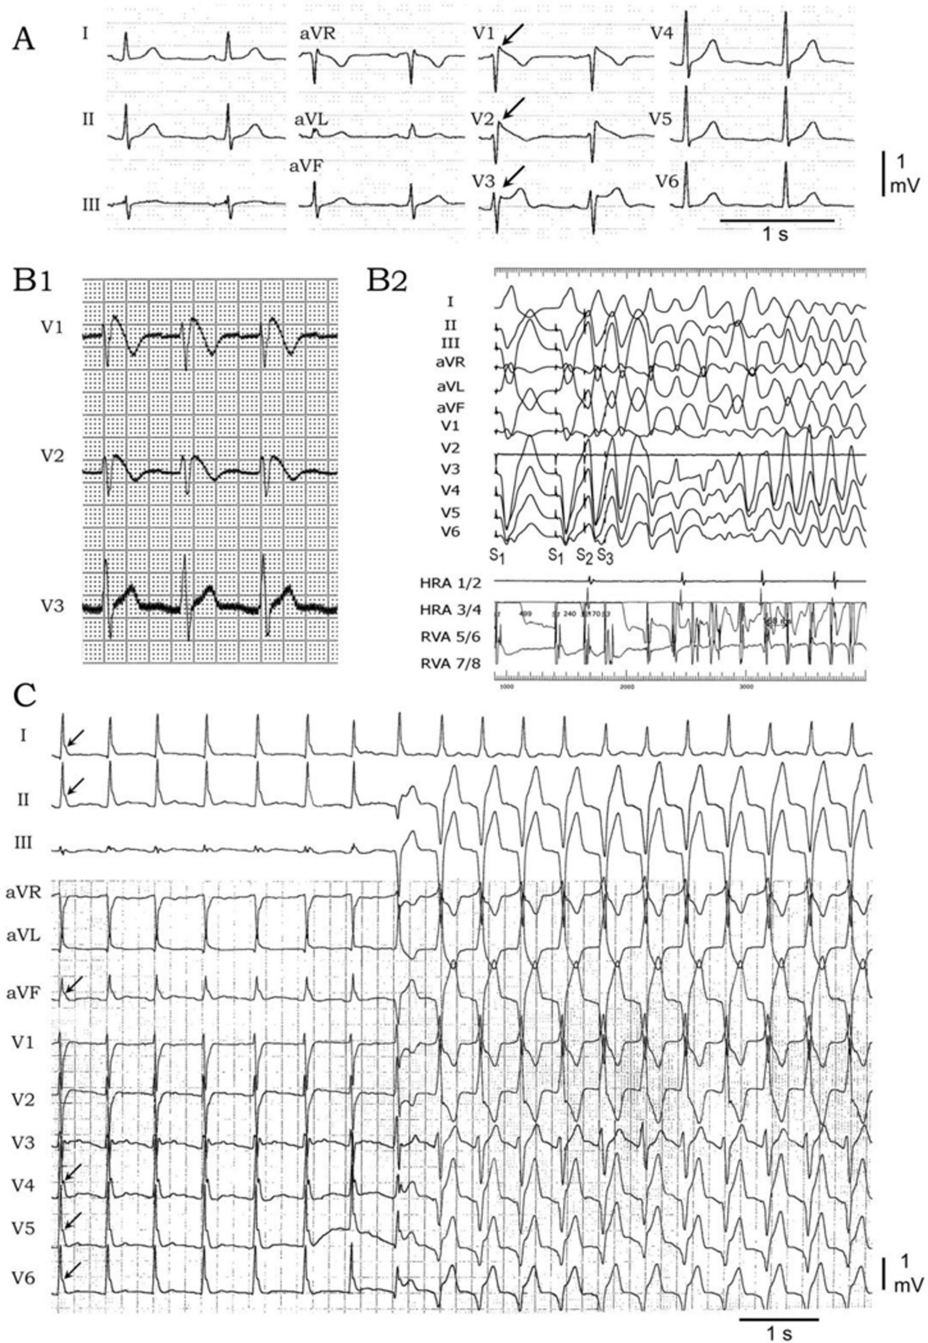 A
I
aVR
V1
V4
II
aVL
V2
V5
aVF
III
V3
V6
1
mV
1 s
B1
V1
V2
V3
B2
I
II
III
aVR
aVL
aVF
V1
V2
V3
V4
V5
V6
S1 S1 S2 S3
HRA 1/2
HRA 3/4
RVA 5/6
RVA 7/8
1000 2000 3000
C
I
II
III
aVR
aVL
aVF
V1
V2
V3
V4
V5
V6
1
mV
1 s